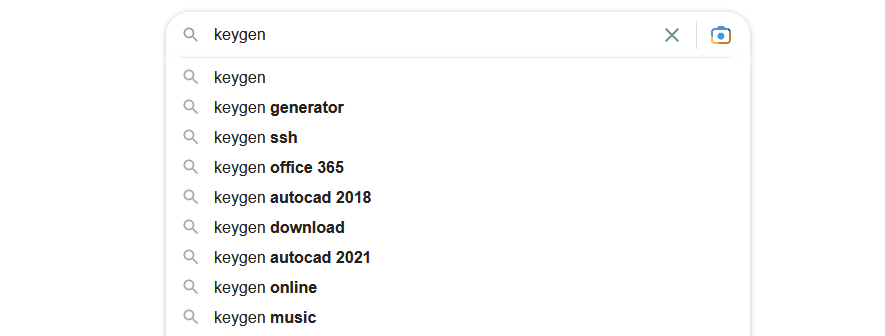 keygen
keygen
keygen generator
keygen ssh
keygen office 365
keygen autocad 2018
keygen download
keygen autocad 2021
keygen online
keygen music